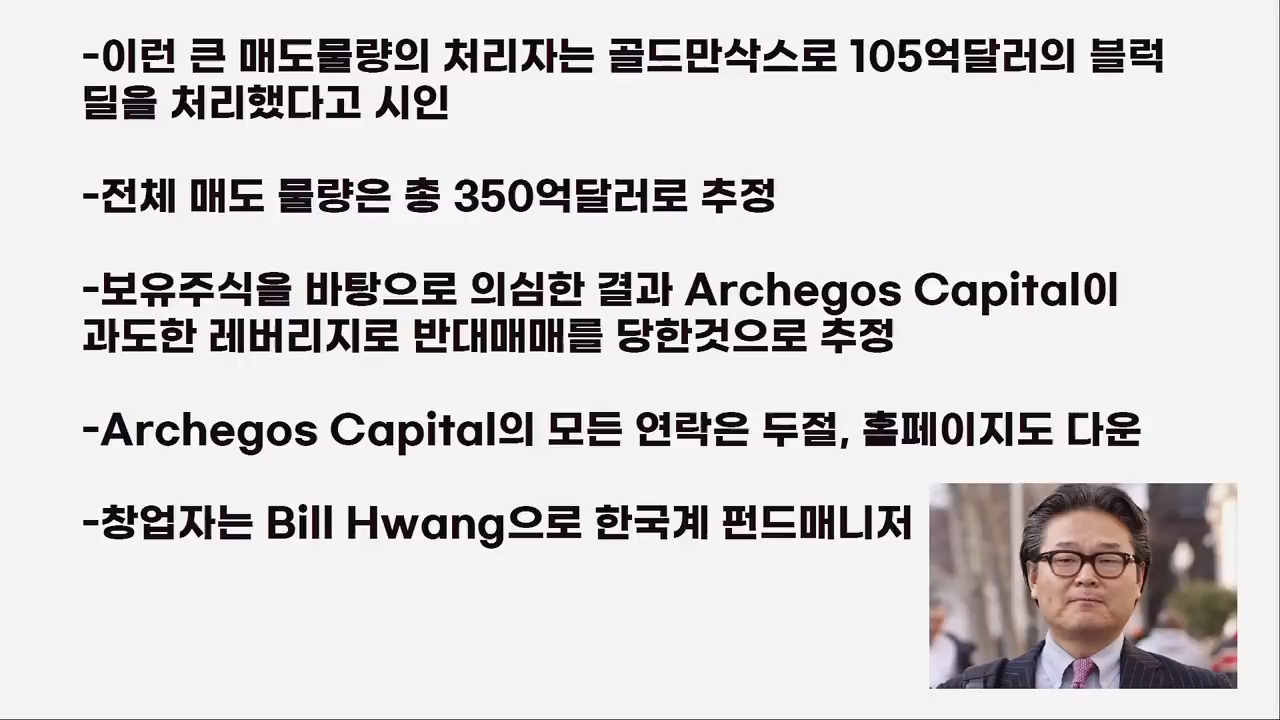 -이런 큰 매도물량의 처리자는 골드만삭스로 105억달러의 블럭
딜을 처리했다고 시인
-전체 매도 물량은 총 350억달러로 추정
-보유주식을 바탕으로 의심한 결과 Archegos Capital이
과도한 레버리지로 반대매매를 당한것으로 추정
-Archegos Capital의 모든 연락은 두절, 홈페이지도 다운
-창업자는 Bill Hwang으로 한국계 펀드매니저